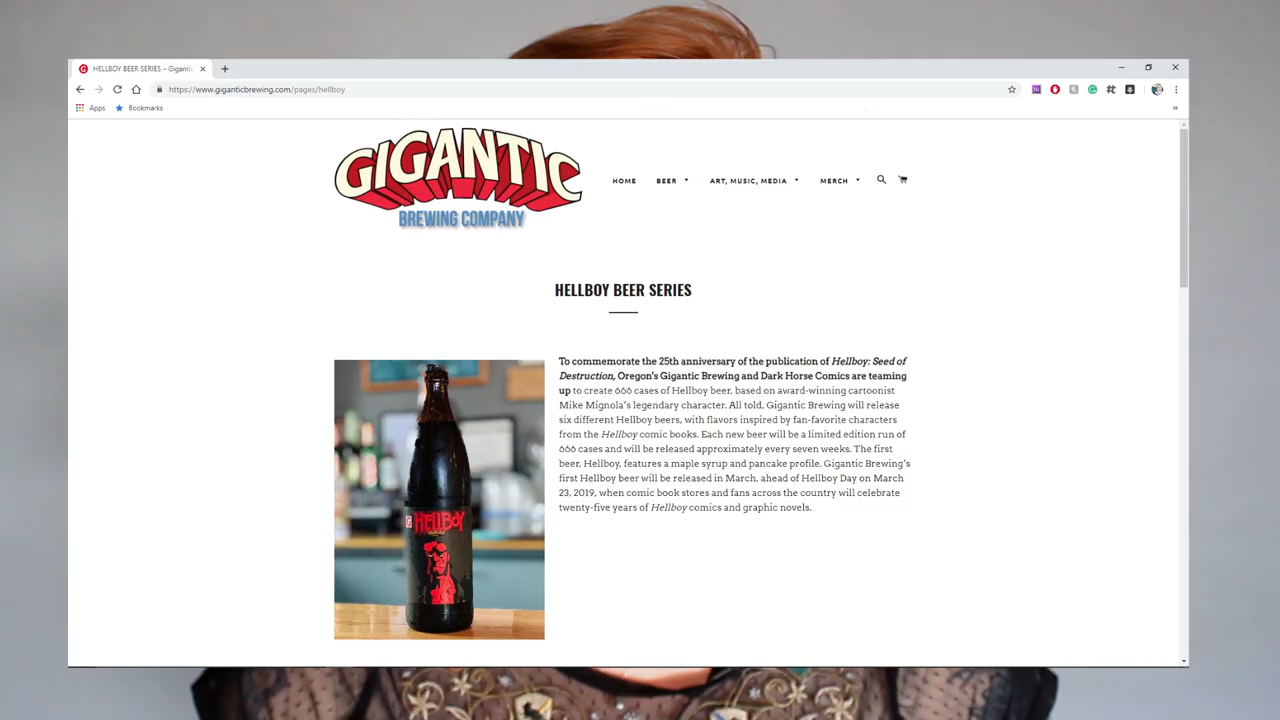 HELLBOY BEER SERIES – Gigantic
https://www.giganticbrewing.com/pages/hellboy
Apps
Bookmarks
GIGANTIC
BREWING COMPANY
HOME
BEER
ART, MUSIC, MEDIA
MERCH
HELLBOY BEER SERIES
To commemorate the 25th anniversary of the publication of Hellboy: Seed of
Destruction, Oregon's Gigantic Brewing and Dark Horse Comics are teaming
up to create 666 cases of Hellboy beer, based on award-winning cartoonist
Mike Mignola's legendary character. All told, Gigantic Brewing will release
six different Hellboy beers, with flavors inspired by fan-favorite characters
from the Hellboy comic books. Each new beer will be a limited edition run of
666 cases and will be released approximately every seven weeks. The first
beer, Hellboy, features a maple syrup and pancake profile. Gigantic Brewing's
first Hellboy beer will be released in March, ahead of Hellboy Day on March
23, 2019, when comic book stores and fans across the country will celebrate
twenty-five years of Hellboy comics and graphic novels.
HELLBOY